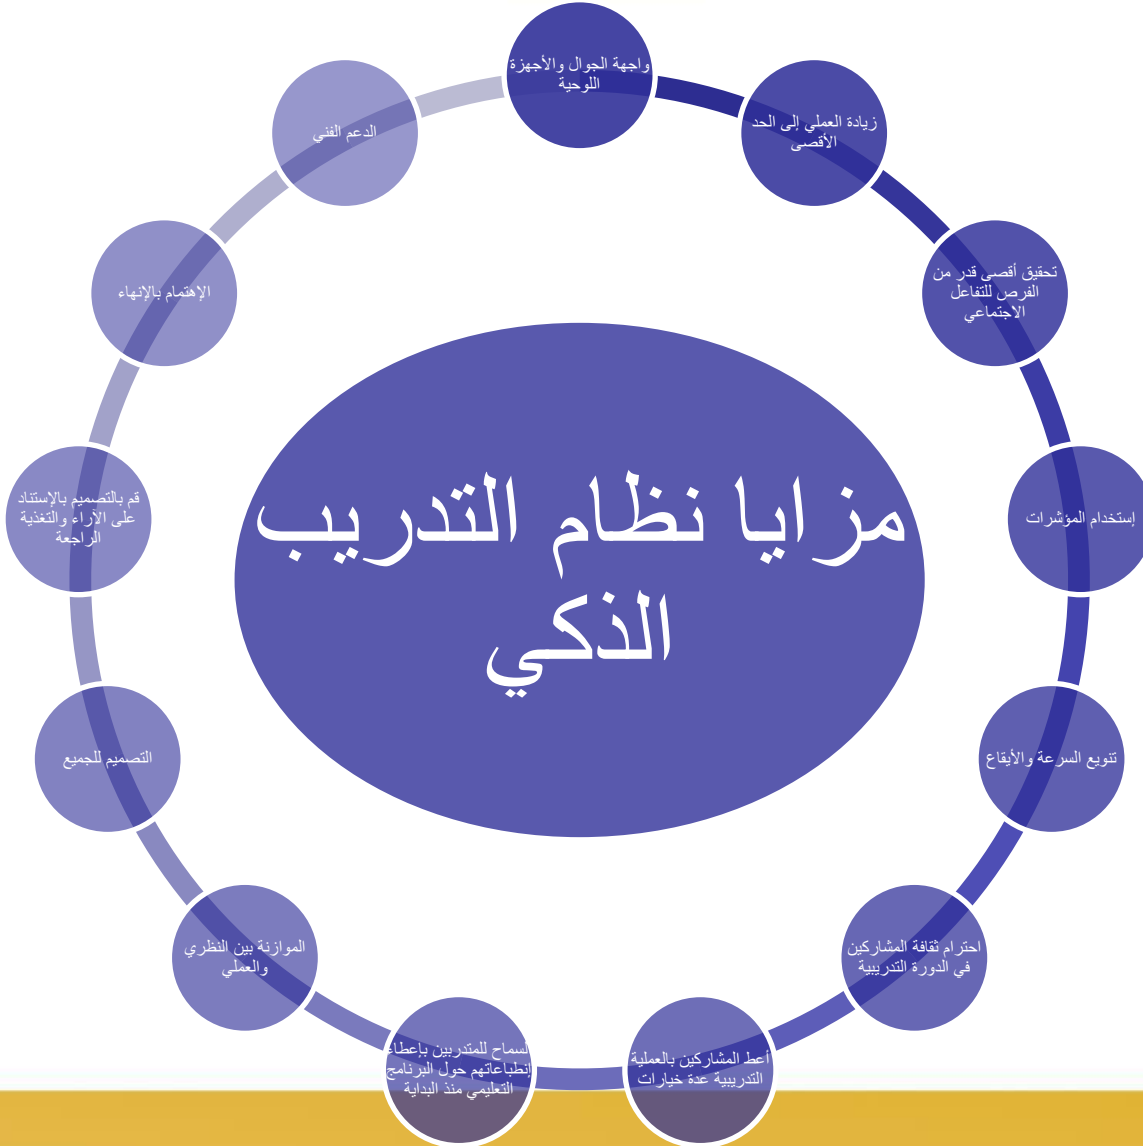 واجهة الجوال والأجهزة
اللوحية
زيادة العملي إلى الحد
الأقصى
تحقيق أقصى قدر من
الفرص للتفاعل
الاجتماعي
إستخدام المؤشرات
تنويع السرعة والأيقاع
احترام ثقافة المشاركين
في الدورة التدريبية
أعط المشاركين بالعملية
التدريبية عدة خيارات
السماح للمتدربين بإعطاء
إنطباعاتهم حول البرنامج
التعليمي منذ البداية
الموازنة بين النظري
والعملي
التصميم للجميع
قم بالتصميم بالإستناد
على الآراء والتغذية
الراجعة
الإهتمام بالإنهاء
الدعم الفني
مزايا نظام التدريب
الذكي